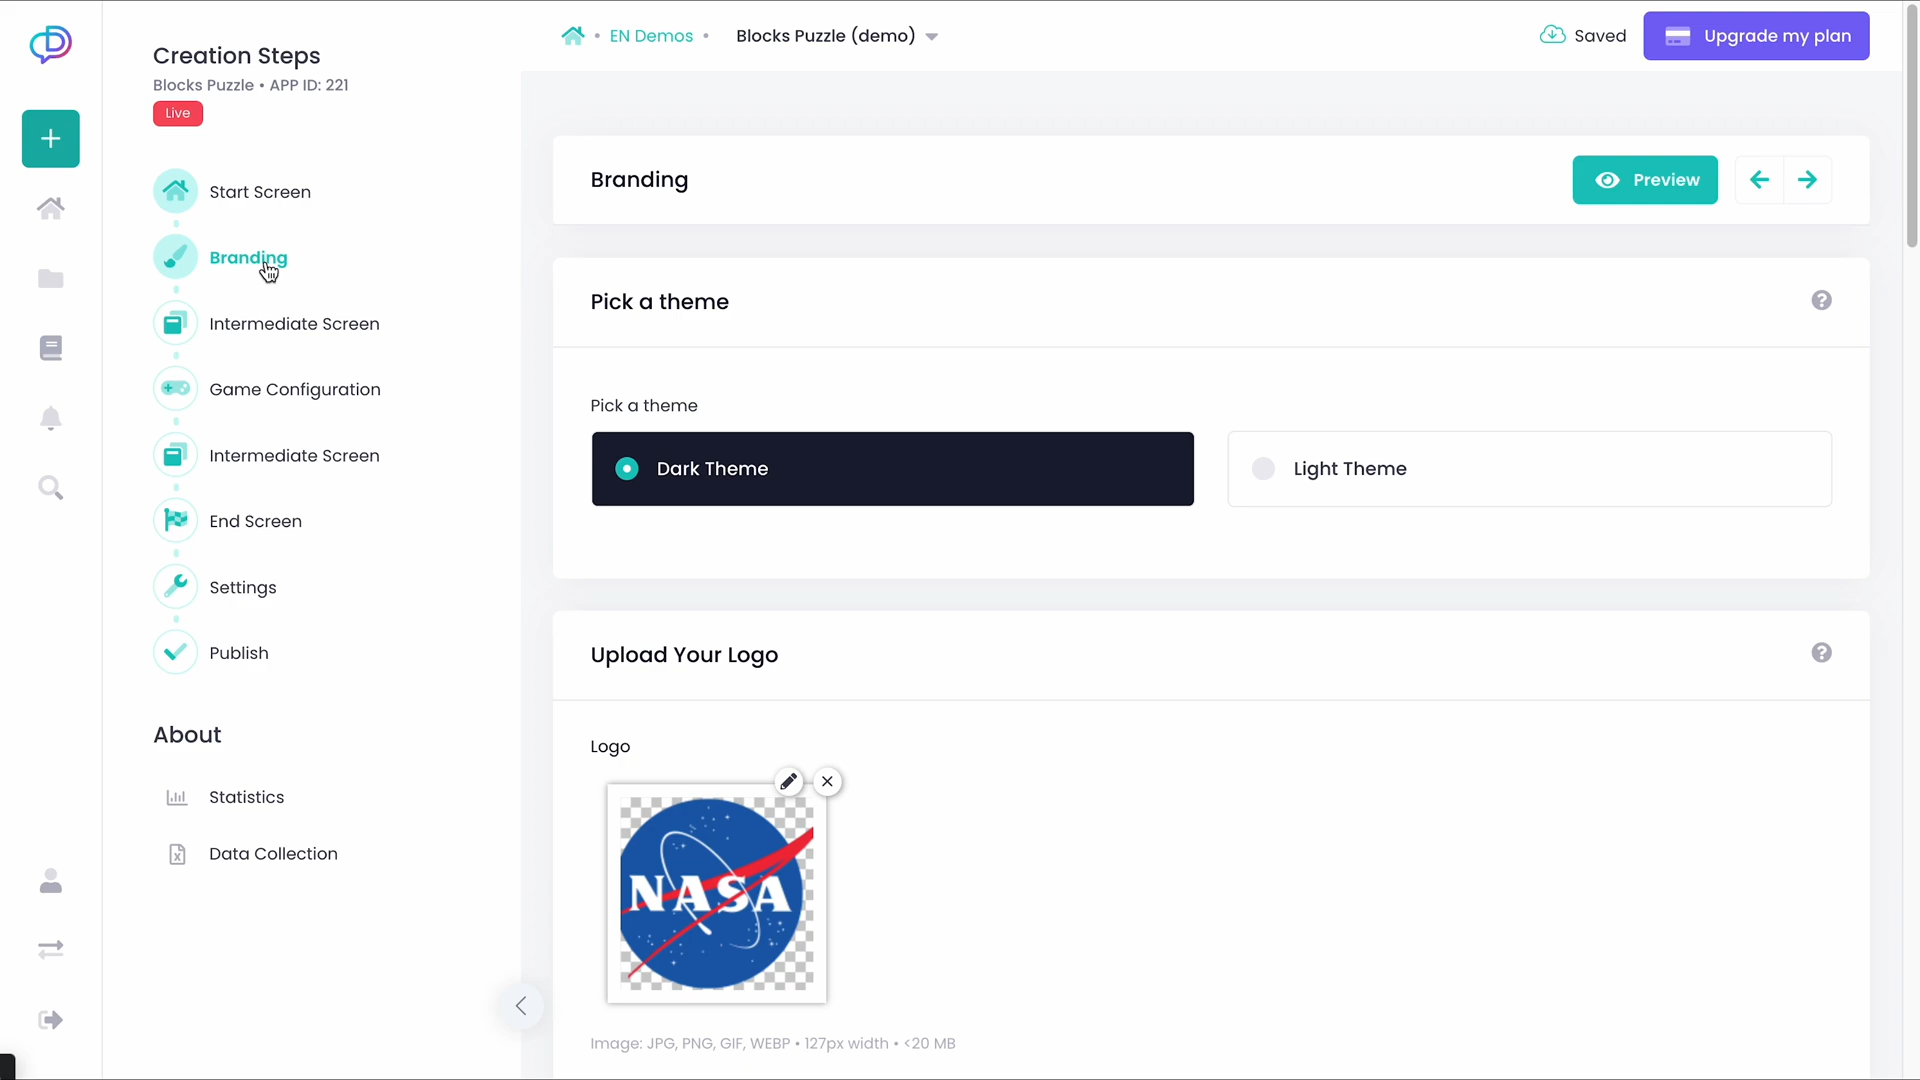 Creation Steps
Blocks Puzzle • APP ID: 221
Live
Start Screen
Branding
Intermediate Screen
Game Configuration
Intermediate Screen
End Screen
Settings
Publish
About
Statistics
Data Collection
• EN Demos • Blocks Puzzle (demo)
Saved
Upgrade my plan
Branding
Preview
Pick a theme
?
Pick a theme
Dark Theme
Light Theme
Upload Your Logo
?
Logo
NASA
Image: JPG, PNG, GIF, WEBP • 127px width • <20 MB